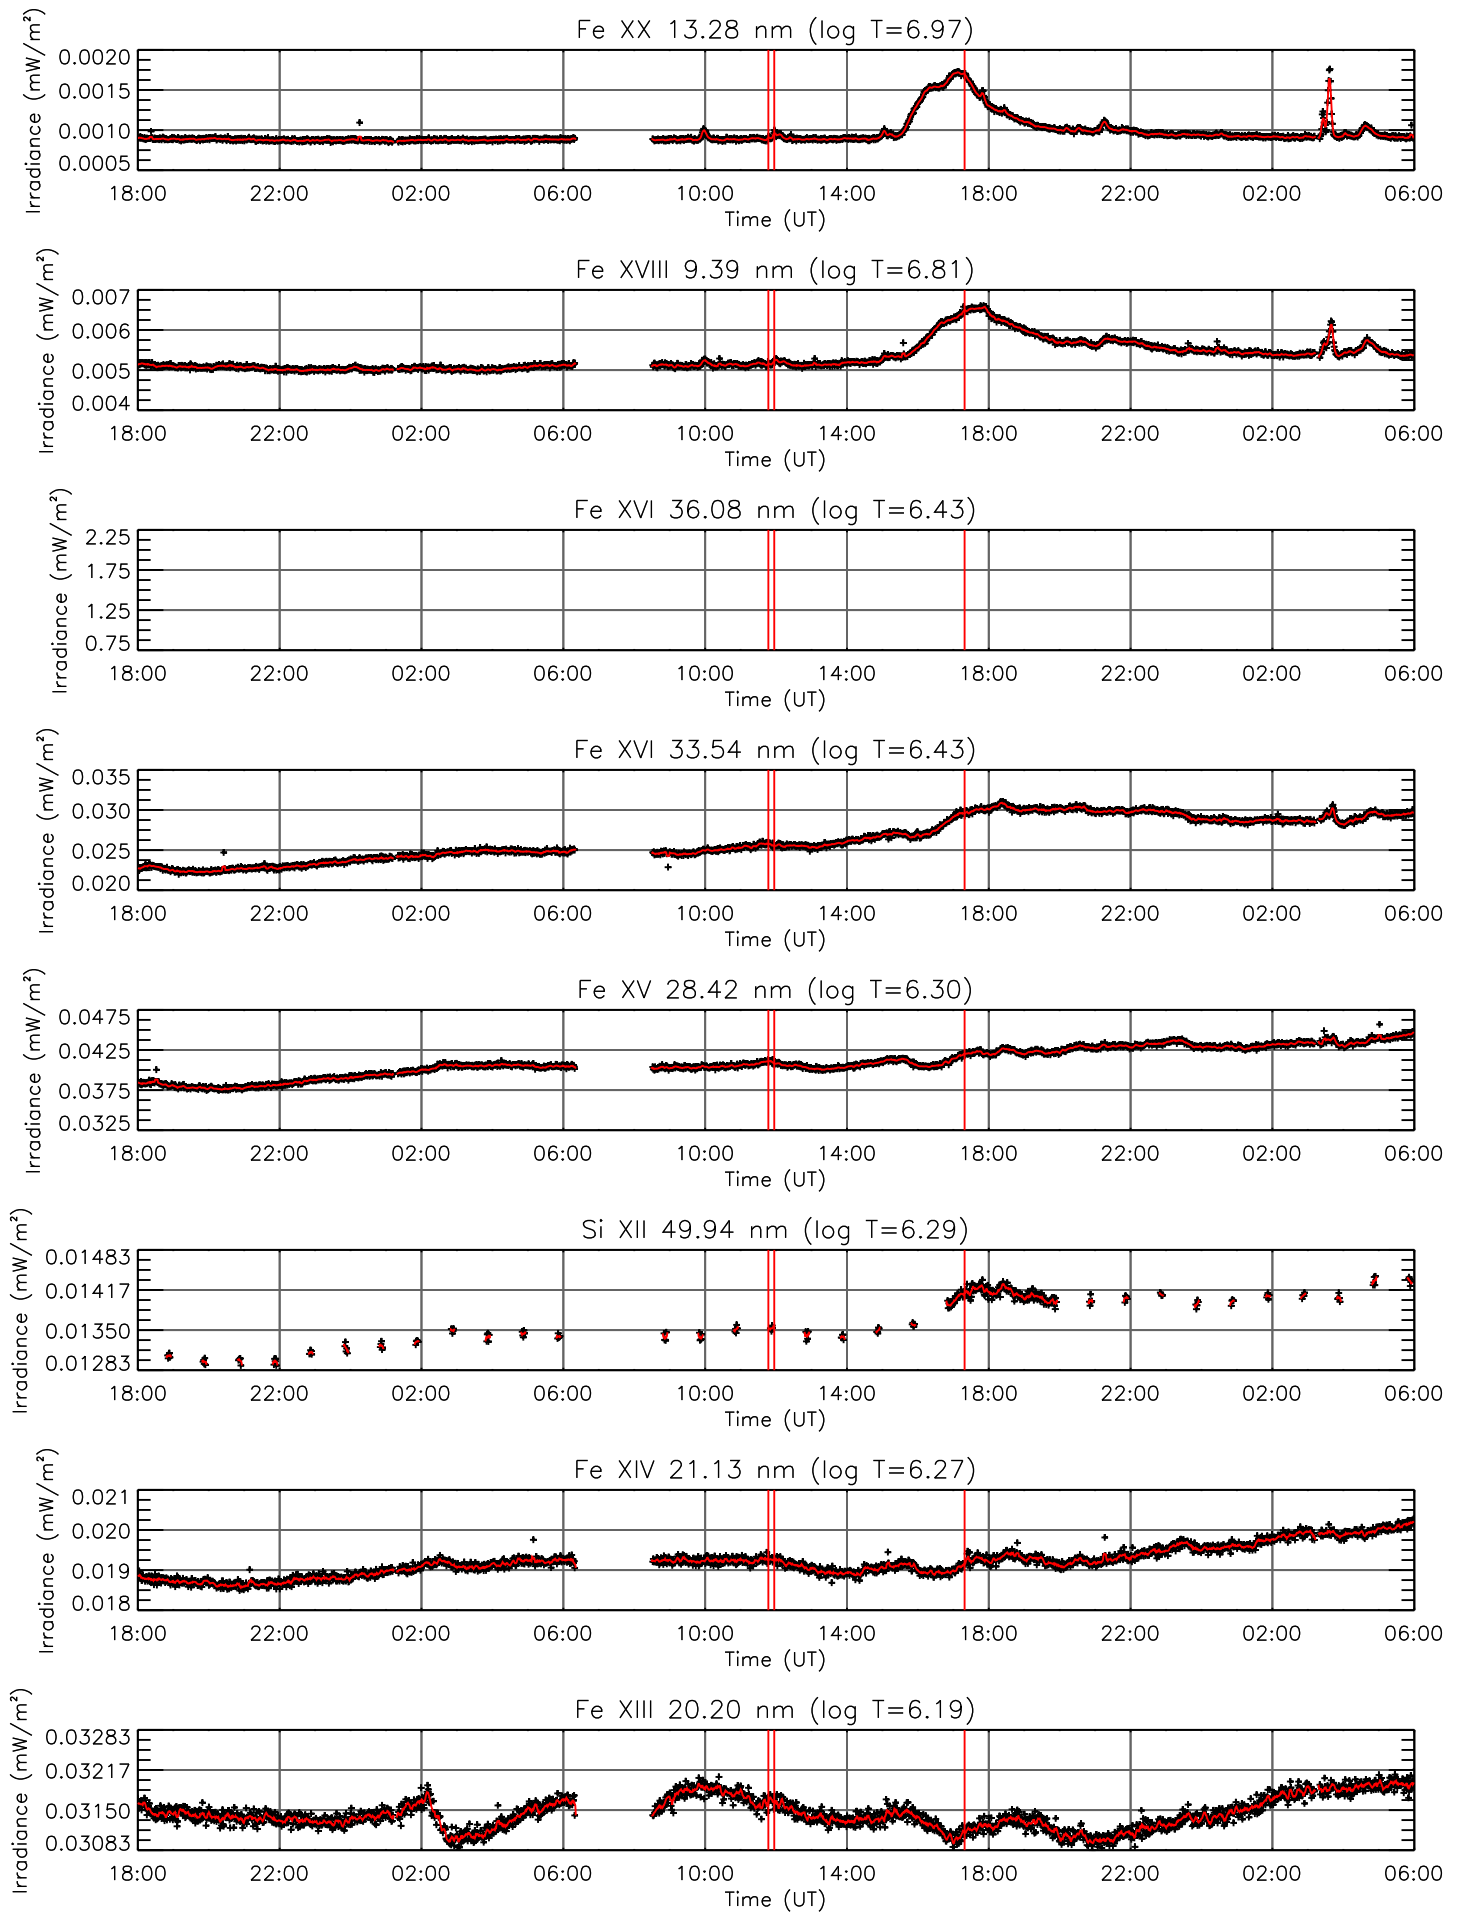 Fe XX 13.28 nm (log T=6.97)
Irradiance (mW/m²)
0.0020
0.0015
0.0010
0.0005
18:00 22:00 02:00 06:00 10:00 14:00 18:00 22:00 02:00 06:00
Time (UT)
Fe XVIII 9.39 nm (log T=6.81)
Irradiance (mW/m²)
0.007
0.006
0.005
0.004
18:00 22:00 02:00 06:00 10:00 14:00 18:00 22:00 02:00 06:00
Time (UT)
Fe XVI 36.08 nm (log T=6.43)
Irradiance (mW/m²)
2.25
1.75
1.25
0.75
18:00 22:00 02:00 06:00 10:00 14:00 18:00 22:00 02:00 06:00
Time (UT)
Fe XVI 33.54 nm (log T=6.43)
Irradiance (mW/m²)
0.035
0.030
0.025
0.020
18:00 22:00 02:00 06:00 10:00 14:00 18:00 22:00 02:00 06:00
Time (UT)
Fe XV 28.42 nm (log T=6.30)
Irradiance (mW/m²)
0.0475
0.0425
0.0375
0.0325
18:00 22:00 02:00 06:00 10:00 14:00 18:00 22:00 02:00 06:00
Time (UT)
Si XII 49.94 nm (log T=6.29)
Irradiance (mW/m²)
0.01483
0.01417
0.01350
0.01283
18:00 22:00 02:00 06:00 10:00 14:00 18:00 22:00 02:00 06:00
Time (UT)
Fe XIV 21.13 nm (log T=6.27)
Irradiance (mW/m²)
0.021
0.020
0.019
0.018
18:00 22:00 02:00 06:00 10:00 14:00 18:00 22:00 02:00 06:00
Time (UT)
Fe XIII 20.20 nm (log T=6.19)
Irradiance (mW/m²)
0.03283
0.03217
0.03150
0.03083
18:00 22:00 02:00 06:00 10:00 14:00 18:00 22:00 02:00 06:00
Time (UT)